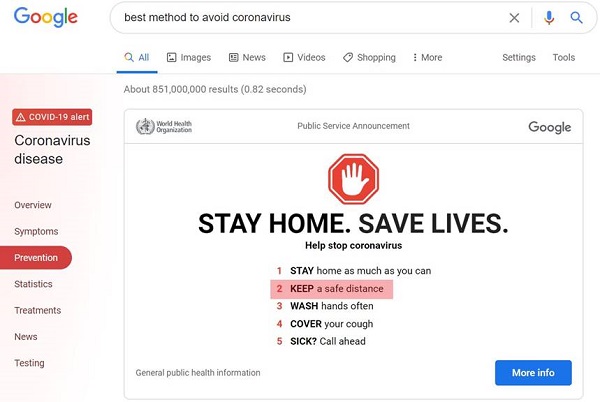 Google
best method to avoid coronavirus
All Images News Videos Shopping More Settings Tools
About 851,000,000 results (0.82 seconds)
COVID-19 alert
Coronavirus
disease
Overview
Symptoms
Prevention
Statistics
Treatments
News
Testing
World Health
Organization
Public Service Announcement
Google
STAY HOME. SAVE LIVES.
Help stop coronavirus
1 STAY home as much as you can
2 KEEP a safe distance
3 WASH hands often
4 COVER your cough
5 SICK? Call ahead
General public health information
More info